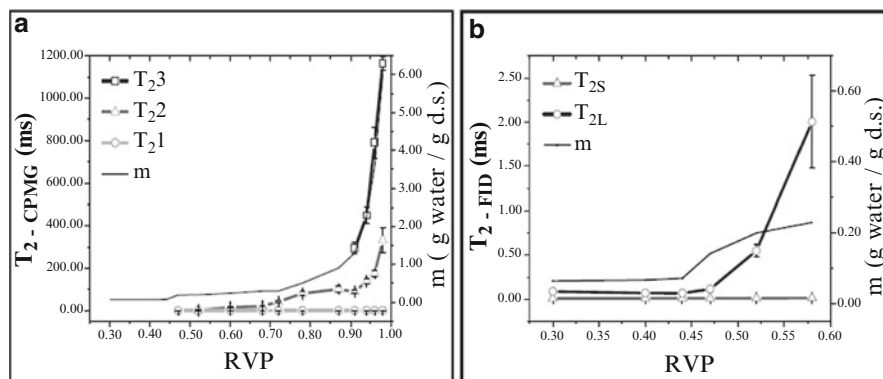 a
T₂ - CPMG (ms)
1200.00
1000.00
800.00
600.00
400.00
200.00
0.00
T₂3
T₂2
T₂1
m
6.00
5.00
4.00
3.00
2.00
1.00
0.00
m ( g water / g d.s.)
0.30 0.40 0.50 0.60 0.70 0.80 0.90 1.00
RVP
b
T₂ - FID (ms)
2.50
2.00
1.50
1.00
0.50
0.00
T₂S
T₂L
m
0.60
0.40
0.20
0.00
m (g water / g d.s.)
0.30 0.35 0.40 0.45 0.50 0.55 0.60
RVP